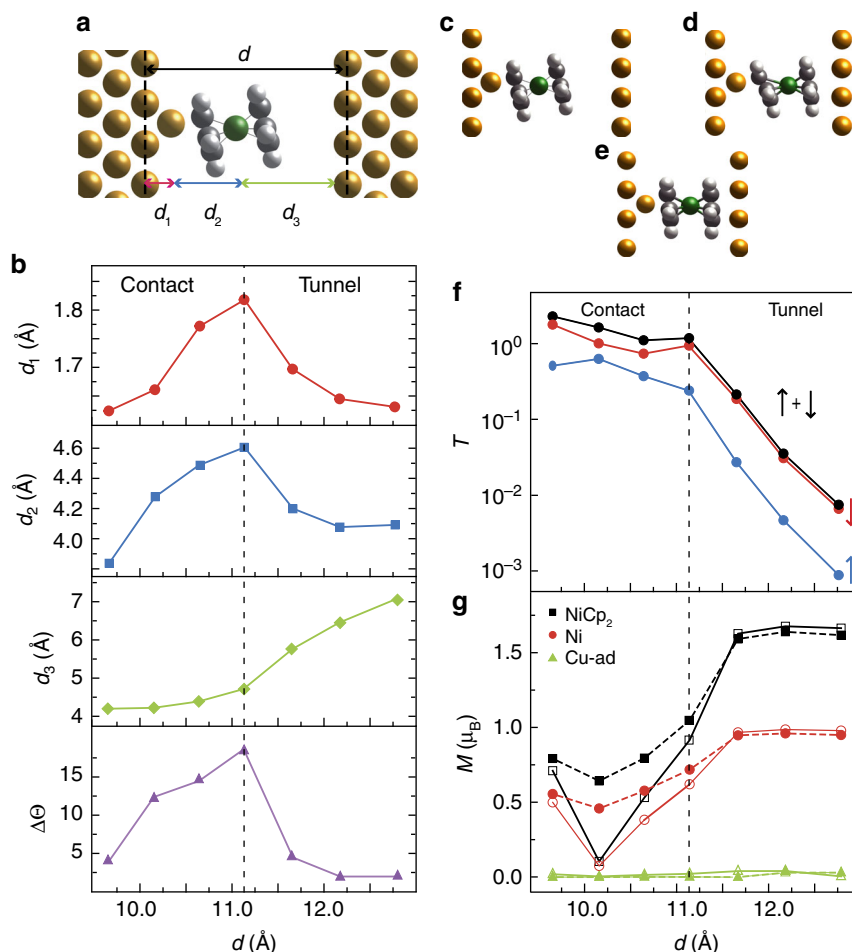 a
d
d1 d2 d3
c
d
e
b
Contact Tunnel
1.8
1.7
d1 (Å)
4.6
4.4
4.2
4.0
d2 (Å)
7
6
5
4
d3 (Å)
15
10
5
ΔΘ
10.0 11.0 12.0
d (Å)
f
Contact Tunnel
10^0
10^−1
10^−2
10^−3
T
↑ + ↓
↓
↑
g
NiCp2
Ni
Cu-ad
1.5
1.0
0.5
0.0
M (μB)
10.0 11.0 12.0
d (Å)